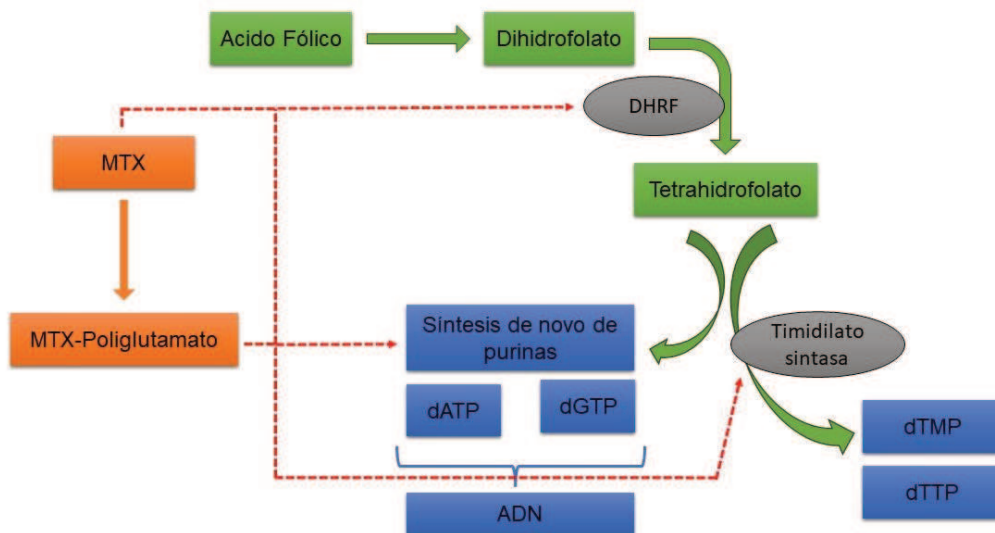 Acido Fólico
Dihidrofolato
DHRF
MTX
Tetrahidrofolato
MTX-Poliglutamato
Síntesis de novo de
purinas
Timidilato
sintasa
dATP
dGTP
dTMP
dTTP
ADN